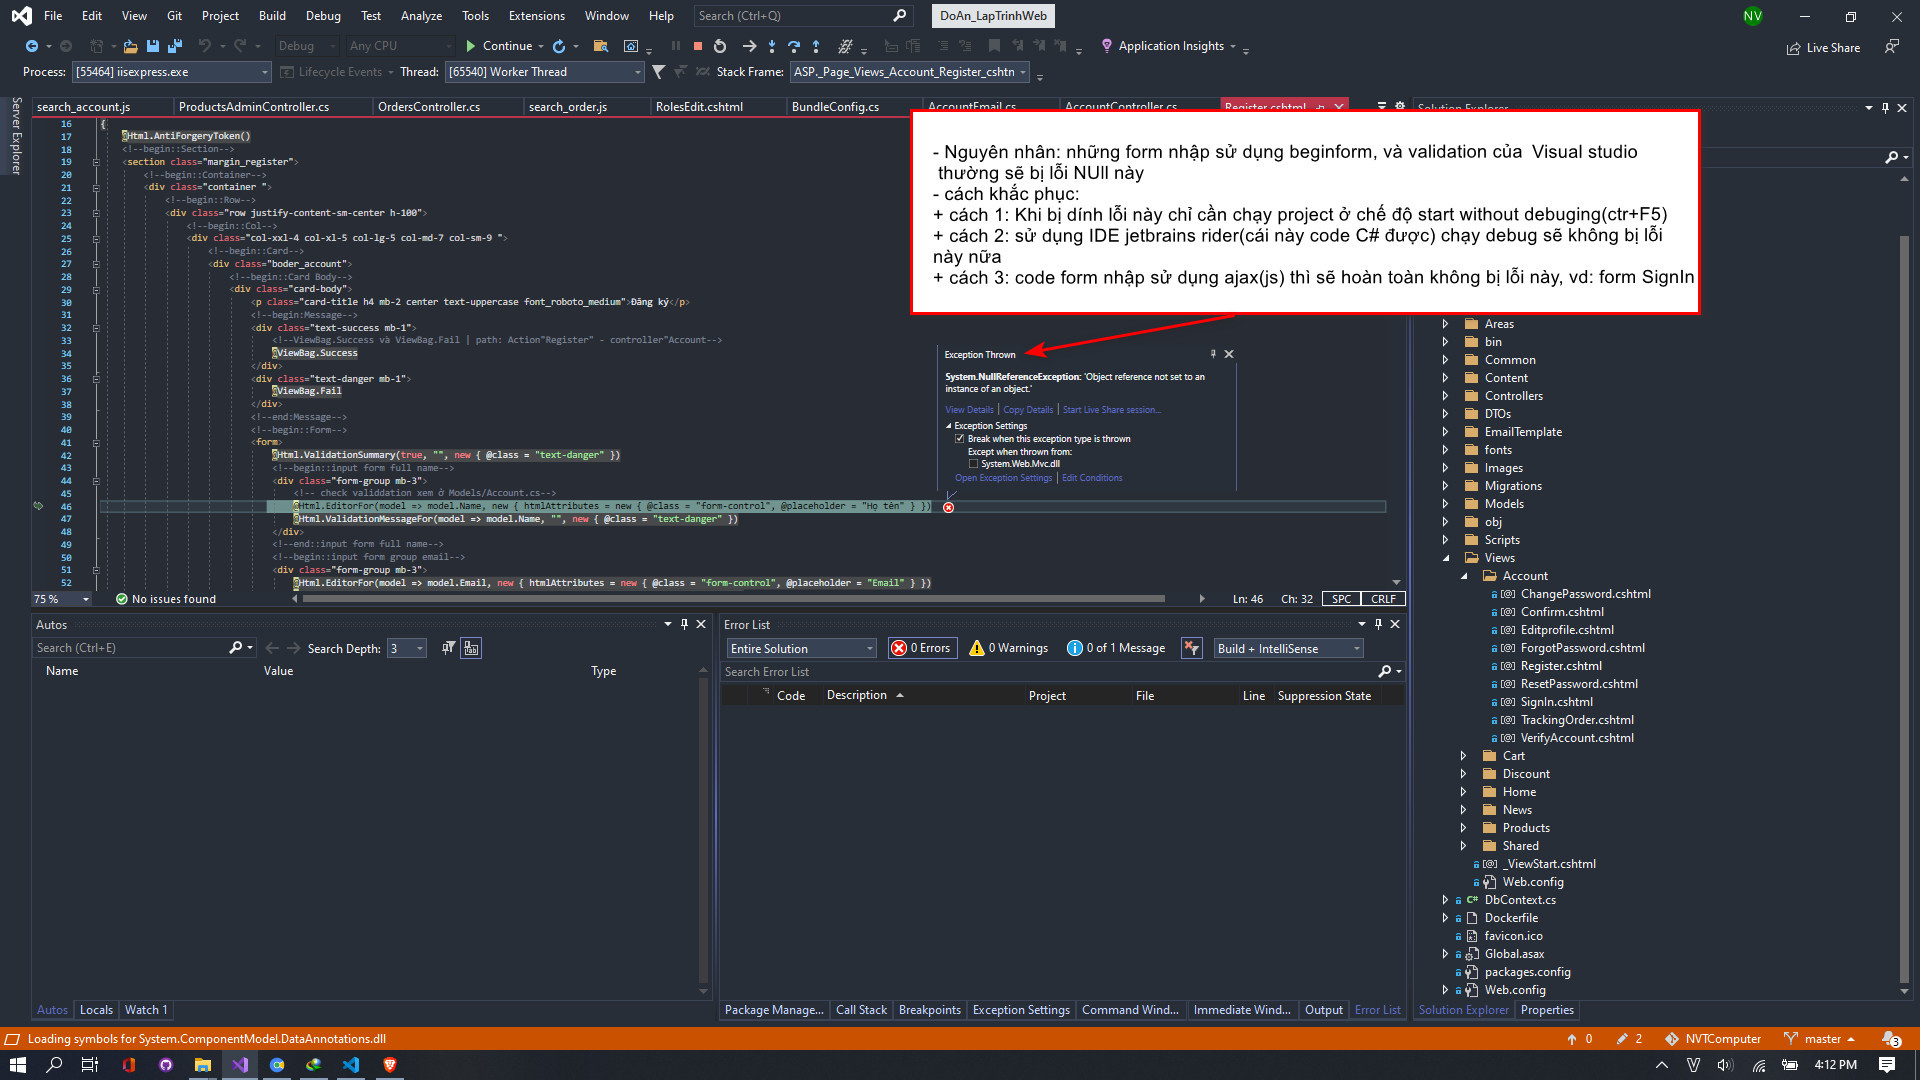 File Edit View Git Project Build Debug Test Analyze Tools Extensions Window Help Search (Ctrl+Q) DoAn_LapTrinhWeb NV
Debug Any CPU Continue Application Insights Live Share
Process: [55464] iisexpress.exe Lifecycle Events Thread: [65540] Worker Thread Stack Frame: ASP._Page_Views_Account_Register_cshtn
Server Explorer
search_account.js ProductsAdminController.cs OrdersController.cs search_order.js RolesEdit.cshtml BundleConfig.cs AccountEmail.cs AccountController.cs Register.cshtml Solution Explorer
16 {
17 @Html.AntiForgeryToken()
18 <!--begin::Section-->
19 <section class="margin_register">
20 <!--begin::Container-->
21 <div class="container ">
22 <!--begin::Row-->
23 <div class="row justify-content-sm-center h-100">
24 <!--begin::Col-->
25 <div class="col-xxl-4 col-xl-5 col-lg-5 col-md-7 col-sm-9 ">
26 <!--begin::Card-->
27 <div class="boder_account">
28 <!--begin::Card Body-->
29 <div class="card-body">
30 <p class="card-title h4 mb-2 center text-uppercase font_roboto_medium">Đăng ký</p>
31 <!--begin:Message-->
32 <div class="text-success mb-1">
33 <!--ViewBag.Success và ViewBag.Fail | path: Action"Register" - controller"Account-->
34 @ViewBag.Success
35 </div>
36 <div class="text-danger mb-1">
37 @ViewBag.Fail
38 </div>
39 <!--end:Message-->
40 <!--begin::Form-->
41 <form>
42 @Html.ValidationSummary(true, "", new { @class = "text-danger" })
43 <!--begin::input form full name-->
44 <div class="form-group mb-3">
45 <!-- check validdation xem ở Models/Account.cs-->
46 @Html.EditorFor(model => model.Name, new { htmlAttributes = new { @class = "form-control", @placeholder = "Họ tên" } })
47 @Html.ValidationMessageFor(model => model.Name, "", new { @class = "text-danger" })
48 </div>
49 <!--end::input form full name-->
50 <!--begin::input form group email-->
51 <div class="form-group mb-3">
52 @Html.EditorFor(model => model.Email, new { htmlAttributes = new { @class = "form-control", @placeholder = "Email" } })
- Nguyên nhân: những form nhập sử dụng beginform, và validation của Visual studio
thường sẽ bị lỗi NUll này
- cách khắc phục:
+ cách 1: Khi bị dính lỗi này chỉ cần chạy project ở chế độ start without debuging(ctr+F5)
+ cách 2: sử dụng IDE jetbrains rider(cái này code C# được) chạy debug sẽ không bị lỗi
này nữa
+ cách 3: code form nhập sử dụng ajax(js) thì sẽ hoàn toàn không bị lỗi này, vd: form SignIn
Exception Thrown
System.NullReferenceException: 'Object reference not set to an
instance of an object.'
View Details Copy Details Start Live Share session...
Exception Settings
Break when this exception type is thrown
Except when thrown from:
System.Web.Mvc.dll
Open Exception Settings Edit Conditions
75 % No issues found Ln: 46 Ch: 32 SPC CRLF
Areas
bin
Common
Content
Controllers
DTOs
EmailTemplate
fonts
Images
Migrations
Models
obj
Scripts
Views
Account
ChangePassword.cshtml
Confirm.cshtml
Editprofile.cshtml
ForgotPassword.cshtml
Register.cshtml
ResetPassword.cshtml
SignIn.cshtml
TrackingOrder.cshtml
VerifyAccount.cshtml
Cart
Discount
Home
News
Products
Shared
_ViewStart.cshtml
Web.config
DbContext.cs
Dockerfile
favicon.ico
Global.asax
packages.config
Web.config
Solution Explorer Properties
Autos
Search (Ctrl+E) Search Depth: 3
Name Value Type
Autos Locals Watch 1
Error List
Entire Solution 0 Errors 0 Warnings 0 of 1 Message Build + IntelliSense
Search Error List
Code Description Project File Line Suppression State
Package Manage... Call Stack Breakpoints Exception Settings Command Wind... Immediate Wind... Output Error List
Loading symbols for System.ComponentModel.DataAnnotations.dll 0 2 NVTComputer master 3
4:12 PM